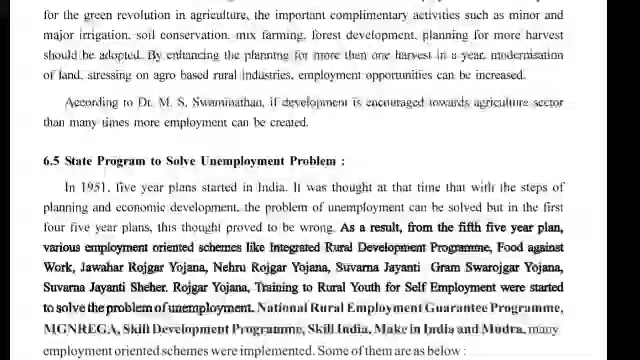 for the green revolution in agriculture, the important complimentary activities such as minor and
major irrigation, soil conservation, mix farming, forest development, planning for more harvest
should be adopted. By enhancing the planning for more then one harvest in a year, modernisation
of land, stressing on agro based rural industries, employment opportunities can be increased.
According to Dr. M. S. Swaminathan, if development is encouraged towards agriculture sector
than many times more employment can be created.
6.5 State Program to Solve Unemployment Problem :
In 1951, five year plans started in India. It was thought at that time that with the steps of
planning and economic development, the problem of unemployment can be solved but in the first
four five year plans, this thought proved to be wrong. As a result, from the fifth five year plan,
various employment oriented schemes like Integrated Rural Development Programme, Food against
Work, Jawahar Rojgar Yojana, Nehru Rojgar Yojana, Suvarna Jayanti Gram Swarojgar Yojana,
Suvarna Jayanti Sheher. Rojgar Yojana, Training to Rural Youth for Self Employment were started
to solve the problem of unemployment. National Rural Employment Guarantee Programme,
MGNREGA, Skill Development Programme, Skill India, Make in India and Mudra, many
employment oriented schemes were implemented. Some of them are as below :